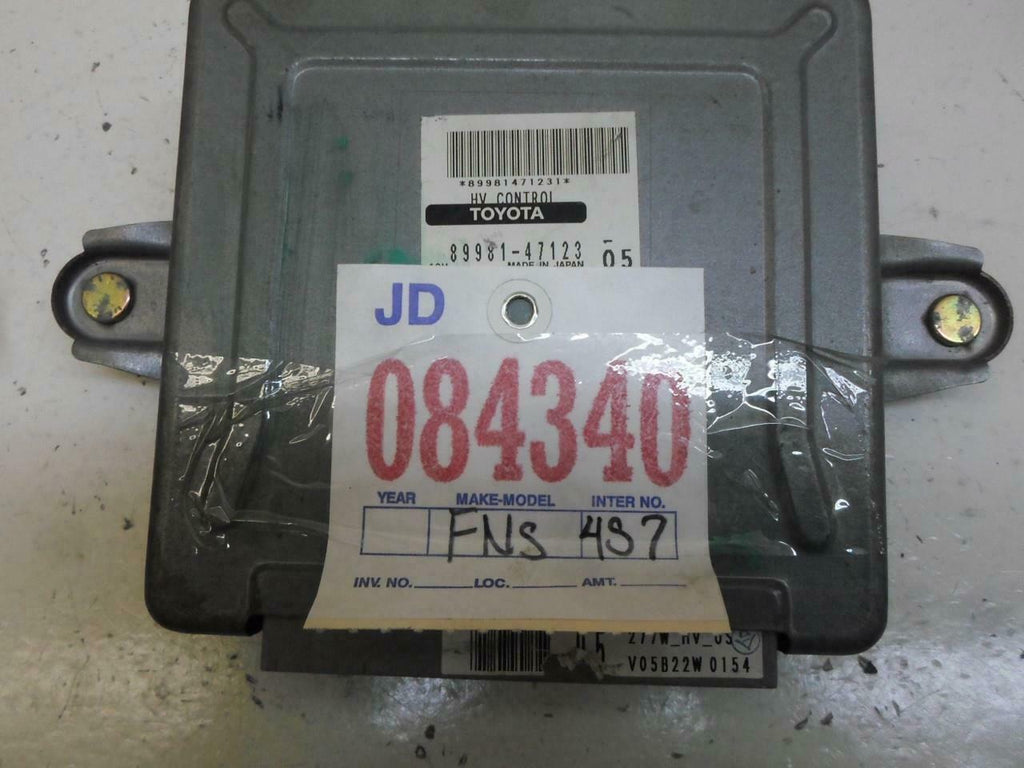 *89981471231*
HV CONTROL
TOYOTA
89981-47123 05
MADE IN JAPAN
JD
084340
YEAR MAKE-MODEL INTER NO.
FNS 497
INV. NO. LOC. AMT.
277W_HV_US
V05B22W 0154